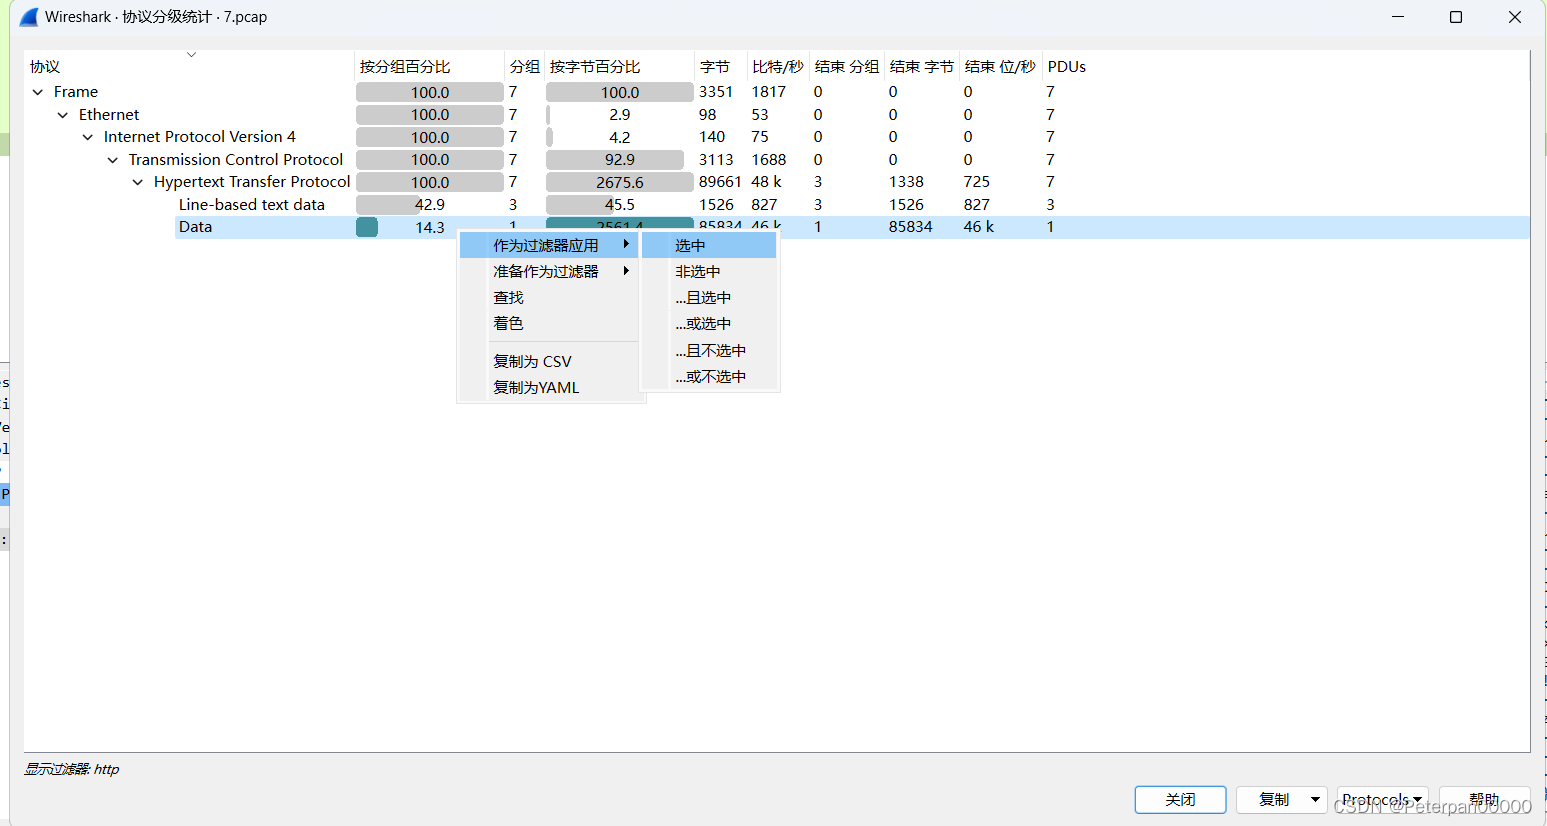 Wireshark · 协议分级统计 · 7.pcap
协议 按分组百分比 分组 按字节百分比 字节 比特/秒 结束 分组 结束 字节 结束 位/秒 PDUs
Frame 100.0 7 100.0 3351 1817 0 0 0 7
Ethernet 100.0 7 2.9 98 53 0 0 0 7
Internet Protocol Version 4 100.0 7 4.2 140 75 0 0 0 7
Transmission Control Protocol 100.0 7 92.9 3113 1688 0 0 0 7
Hypertext Transfer Protocol 100.0 7 2675.6 89661 48 k 3 1338 725 7
Line-based text data 42.9 3 45.5 1526 827 3 1526 827 3
Data 14.3 1 2561.4 85834 46 k 1 85834 46 k 1
作为过滤器应用
准备作为过滤器
查找
着色
复制为 CSV
复制为YAML
选中
非选中
...且选中
...或选中
...且不选中
...或不选中
显示过滤器: http
关闭 复制 Protocols 帮助
CSDN @Peterpan00000